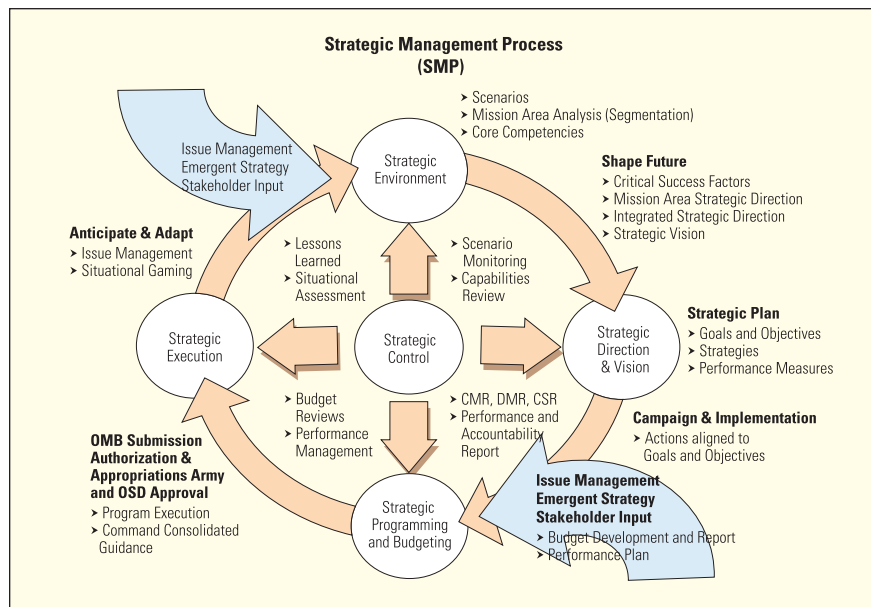 Strategic Management Process
(SMP)
➤ Scenarios
➤ Mission Area Analysis (Segmentation)
➤ Core Competencies
Issue Management
Emergent Strategy
Stakeholder Input
Strategic
Environment
Shape Future
➤ Critical Success Factors
➤ Mission Area Strategic Direction
➤ Integrated Strategic Direction
➤ Strategic Vision
Anticipate & Adapt
➤ Issue Management
➤ Situational Gaming
➤ Lessons
Learned
➤ Situational
Assessment
➤ Scenario
Monitoring
➤ Capabilities
Review
Strategic
Execution
Strategic
Control
Strategic
Direction
& Vision
Strategic Plan
➤ Goals and Objectives
➤ Strategies
➤ Performance Measures
➤ Budget
Reviews
➤ Performance
Management
➤ CMR, DMR, CSR
➤ Performance and
Accountability
Report
Campaign & Implementation
➤ Actions aligned to
Goals and Objectives
OMB Submission
Authorization &
Appropriations Army
and OSD Approval
➤ Program Execution
➤ Command Consolidated
Guidance
Strategic
Programming
and Budgeting
Issue Management
Emergent Strategy
Stakeholder Input
➤ Budget Development and Report
➤ Performance Plan